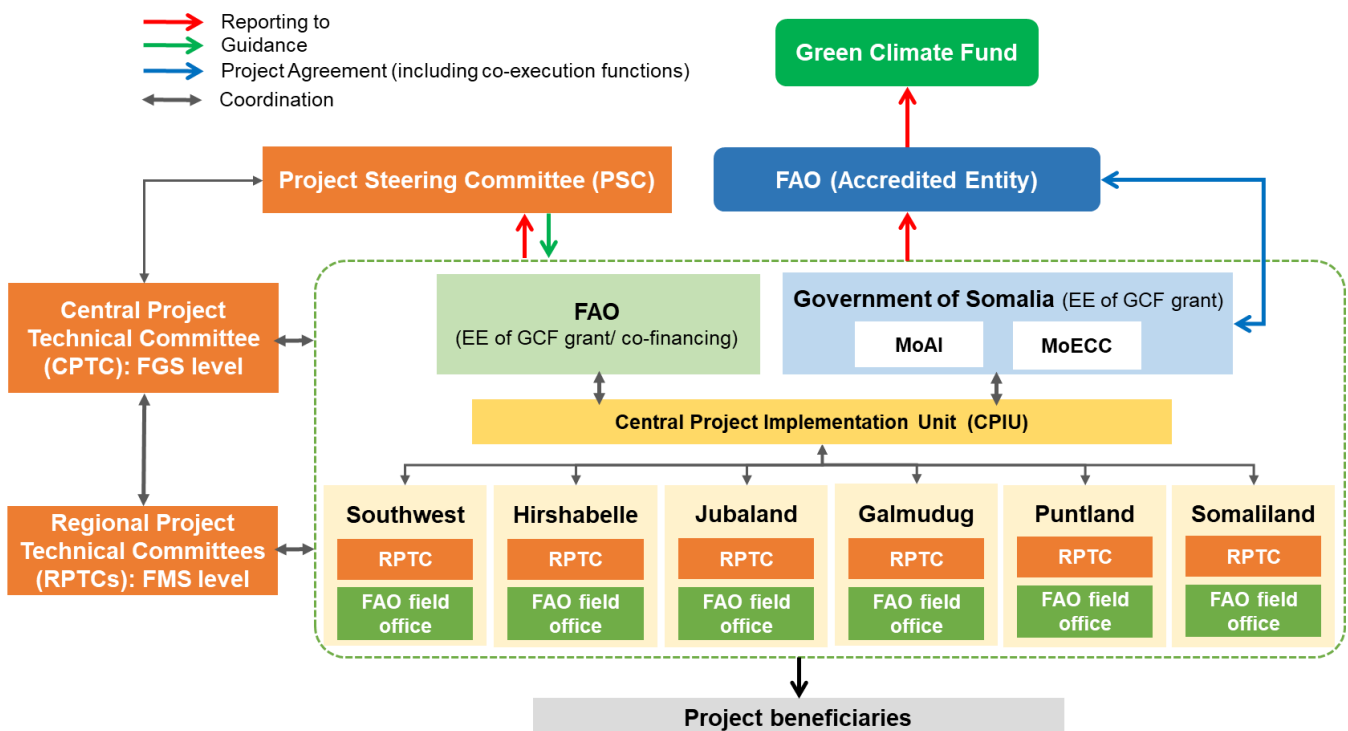 Reporting to
Guidance
Project Agreement (including co-execution functions)
Coordination
Green Climate Fund
Project Steering Committee (PSC)
FAO (Accredited Entity)
Central Project
Technical Committee
(CPTC): FGS level
FAO
(EE of GCF grant/ co-financing)
Government of Somalia (EE of GCF grant)
MoAI
MoECC
Central Project Implementation Unit (CPIU)
Regional Project
Technical Committees
(RPTCs): FMS level
Southwest
RPTC
FAO field
office
Hirshabelle
RPTC
FAO field
office
Jubaland
RPTC
FAO field
office
Galmudug
RPTC
FAO field
office
Puntland
RPTC
FAO field
office
Somaliland
RPTC
FAO field
office
Project beneficiaries